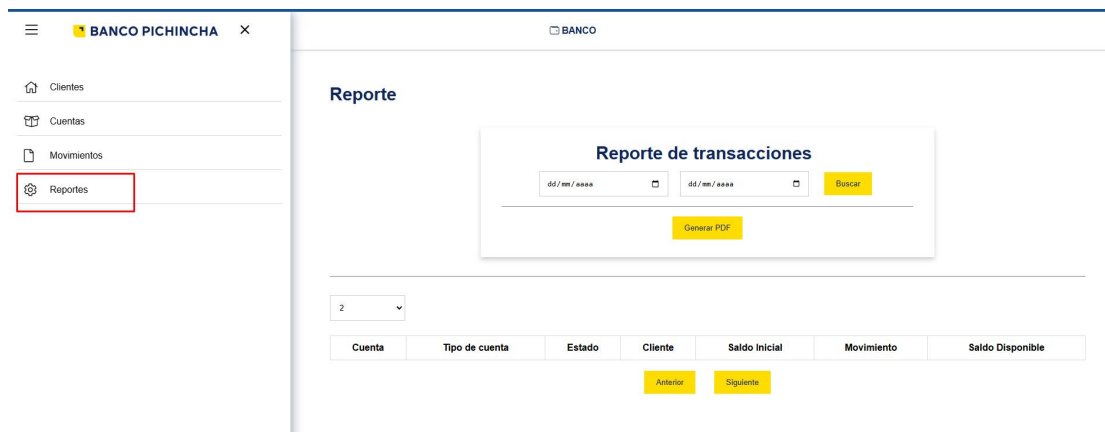 BANCO PICHINCHA
BANCO
Clientes
Cuentas
Movimientos
Reportes
Reporte
Reporte de transacciones
dd/mm/aaaa dd/mm/aaaa Buscar
Generar PDF
2
Cuenta Tipo de cuenta Estado Cliente Saldo Inicial Movimiento Saldo Disponible
Anterior Siguiente